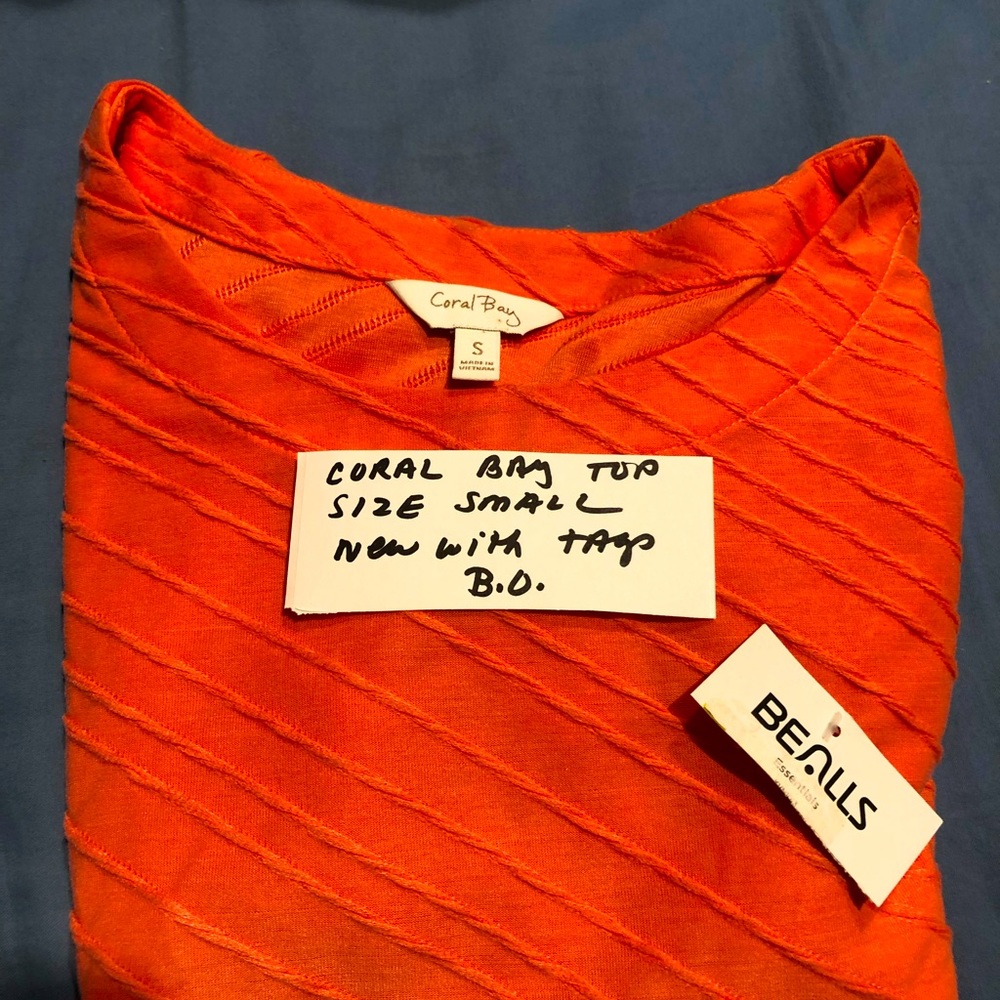 Coral Bay
S
MADE IN
VIETNAM
CORAL BAY TOP
SIZE SMALL
New with tAgs
B.O.
BEALLS
Essentials